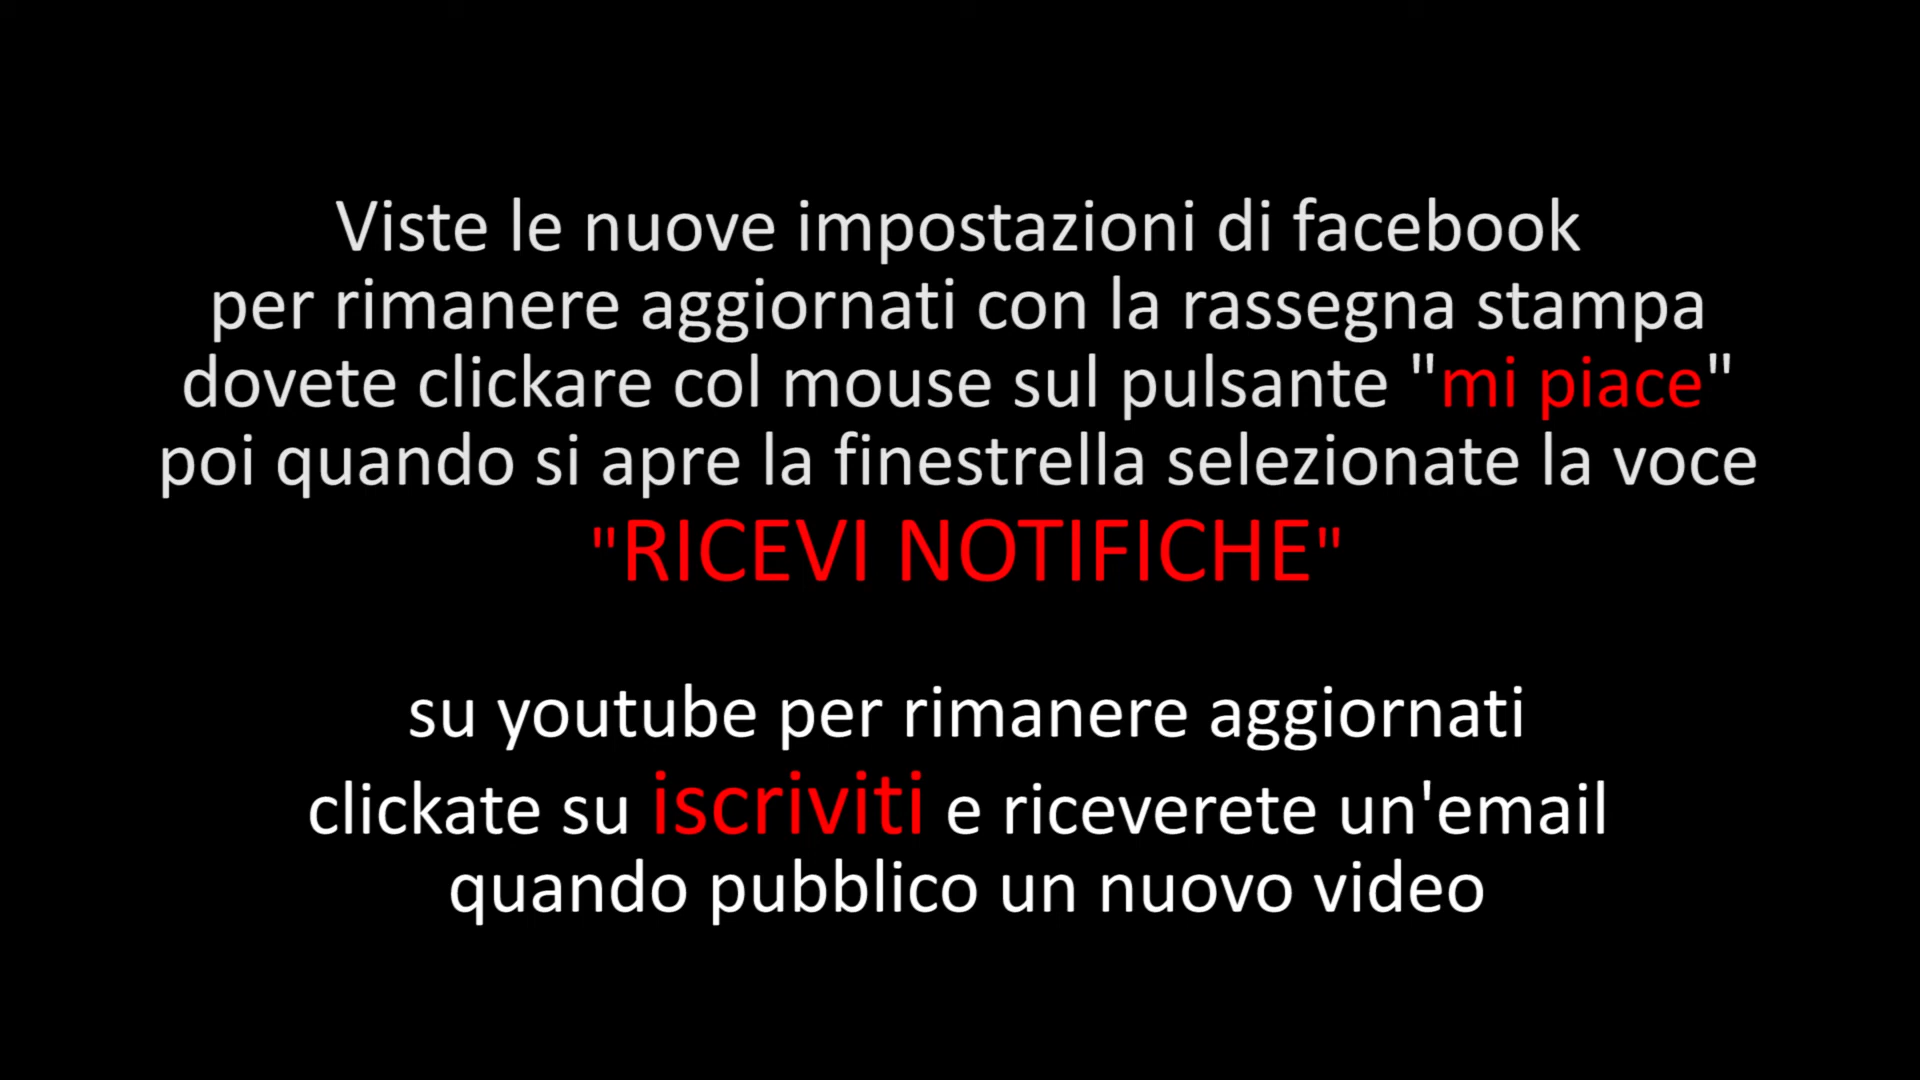 Viste le nuove impostazioni di facebook
per rimanere aggiornati con la rassegna stampa
dovete clickare col mouse sul pulsante "mi piace"
poi quando si apre la finestrella selezionate la voce
"RICEVI NOTIFICHE"
su youtube per rimanere aggiornati
clickate su iscriviti e riceverete un'email
quando pubblico un nuovo video